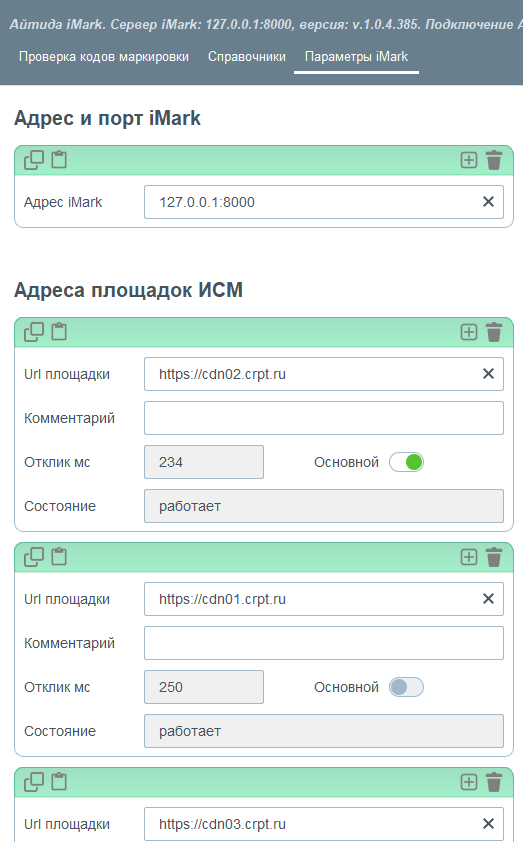 Айтида iMark. Сервер iMark: 127.0.0.1:8000, версия: v.1.0.4.385. Подключение А
Проверка кодов маркировки Справочники Параметры iMark
Адрес и порт iMark
Адрес iMark 127.0.0.1:8000
Адреса площадок ИСМ
Url площадки https://cdn02.crpt.ru
Комментарий
Отклик мс 234 Основной
Состояние работает
Url площадки https://cdn01.crpt.ru
Комментарий
Отклик мс 250 Основной
Состояние работает
Url площадки https://cdn03.crpt.ru